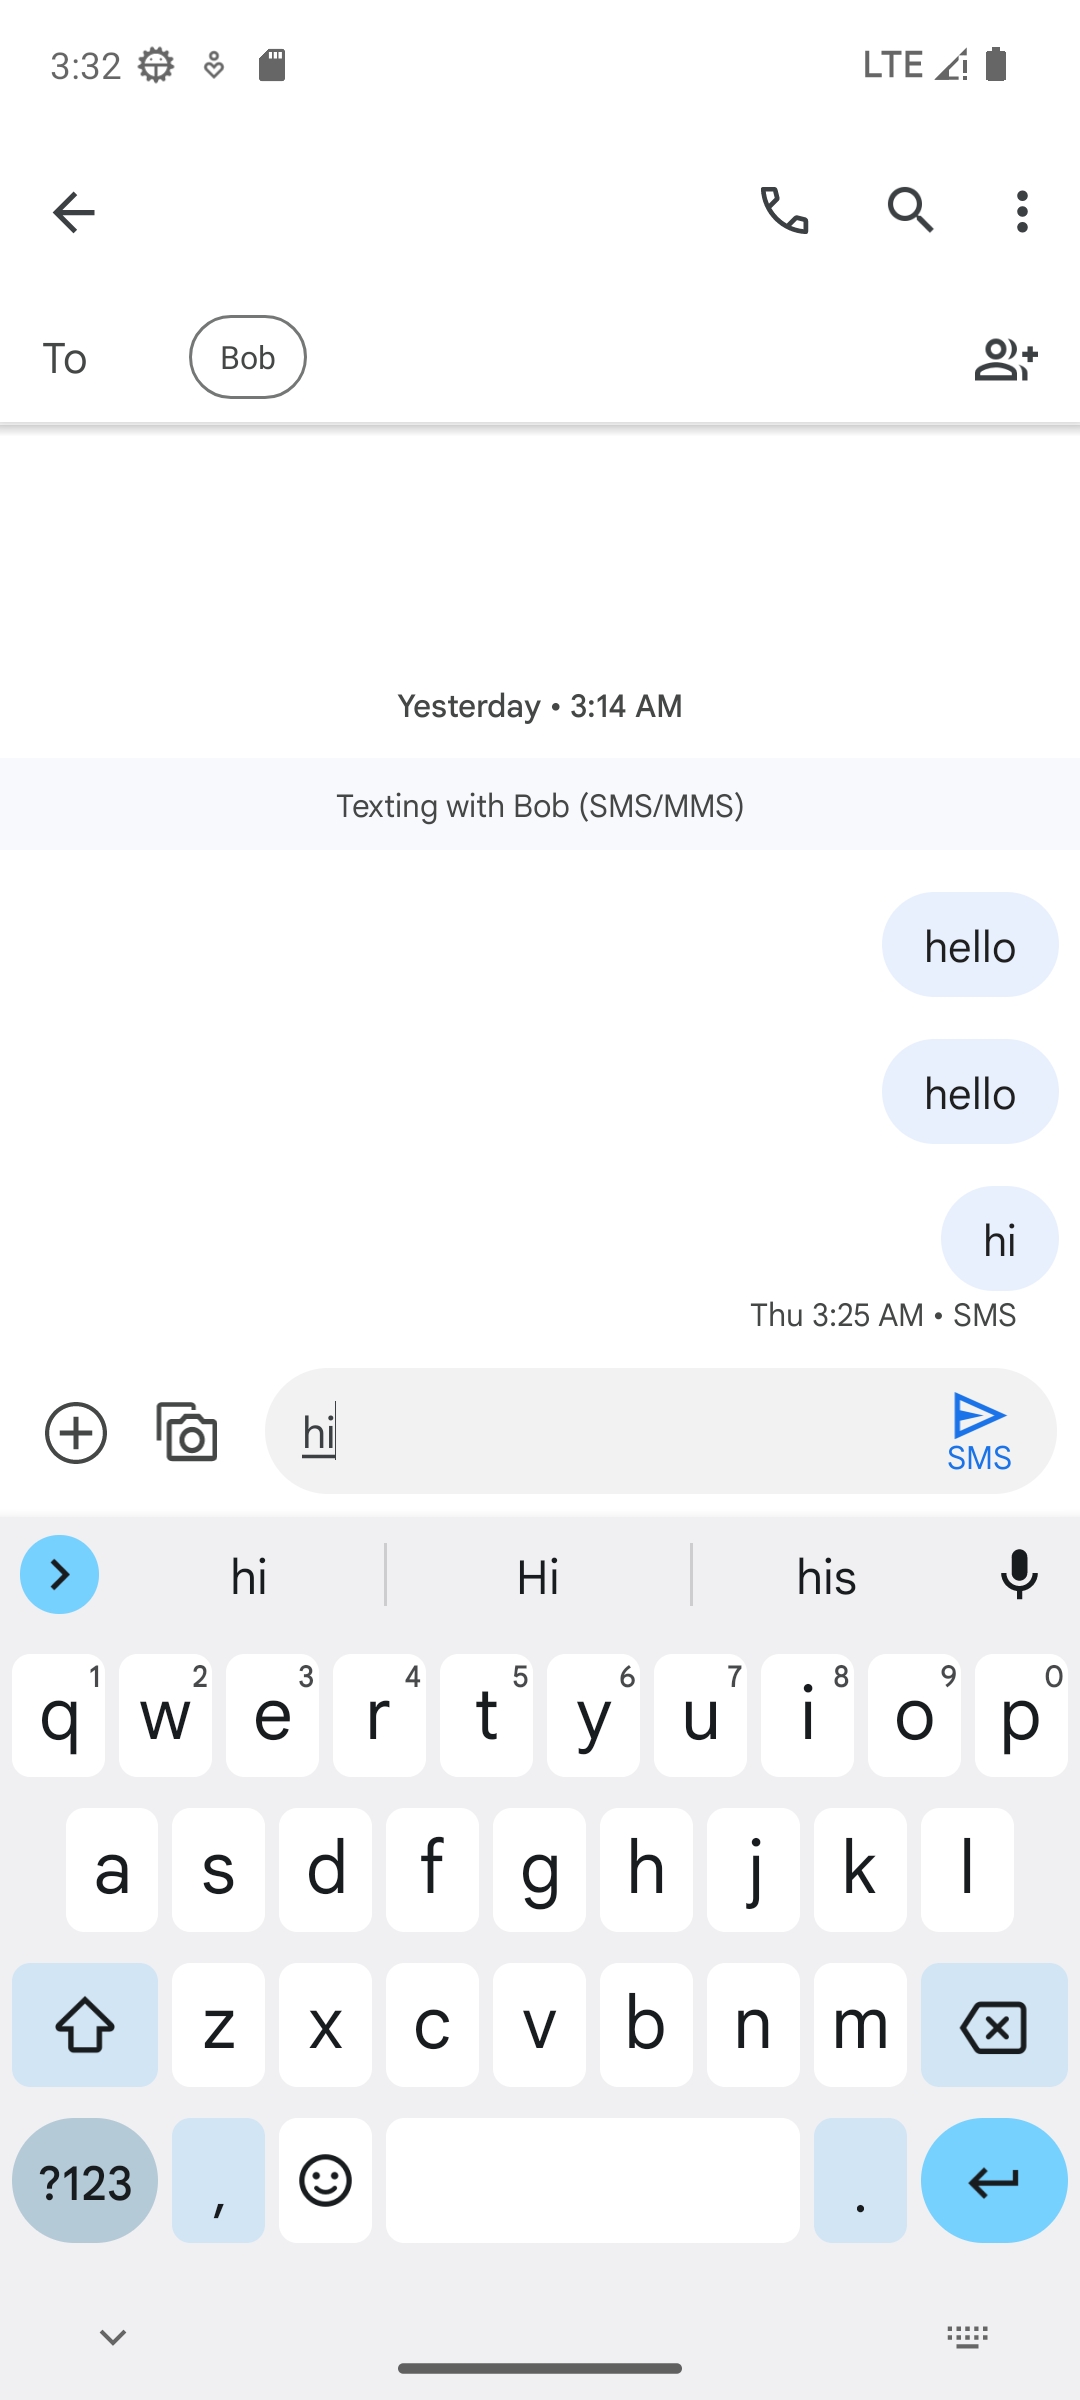 3:32 LTE
To Bob
Yesterday • 3:14 AM
Texting with Bob (SMS/MMS)
hello
hello
hi
Thu 3:25 AM • SMS
hi
SMS
hi Hi his
1 2 3 4 5 6 7 8 9 0
q w e r t y u i o p
a s d f g h j k l
z x c v b n m
?123 , .